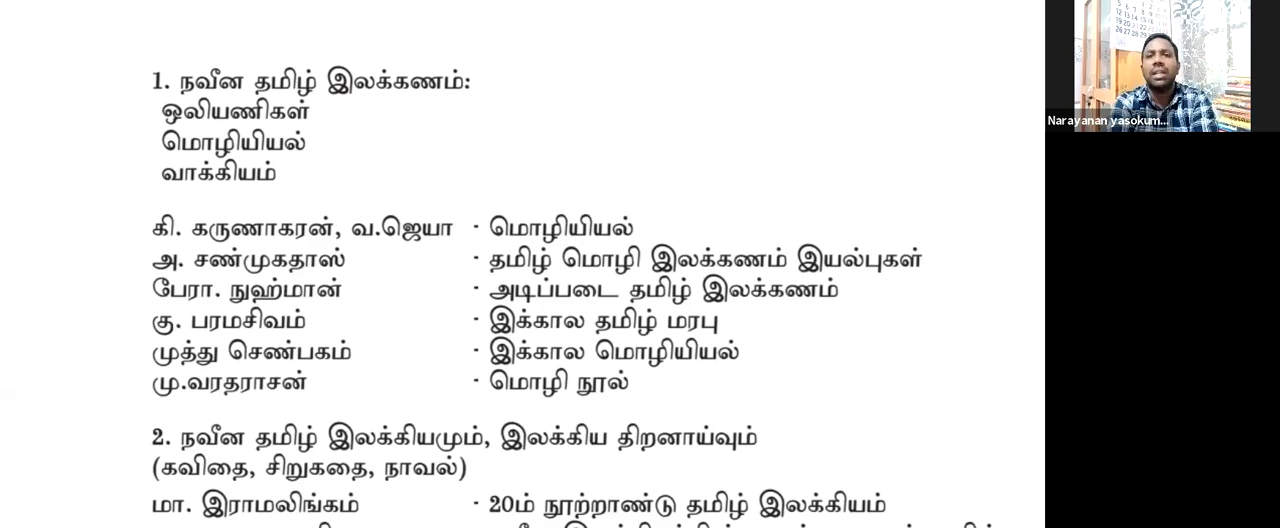 1. நவீன தமிழ் இலக்கணம்:
ஒலியணிகள்
மொழியியல்
வாக்கியம்
கி. கருணாகரன், வ.ஜெயா - மொழியியல்
அ. சண்முகதாஸ் - தமிழ் மொழி இலக்கணம் இயல்புகள்
பேரா. நுஹ்மான் - அடிப்படை தமிழ் இலக்கணம்
கு. பரமசிவம் - இக்கால தமிழ் மரபு
முத்து செண்பகம் - இக்கால மொழியியல்
மு.வரதராசன் - மொழி நூல்
2. நவீன தமிழ் இலக்கியமும், இலக்கிய திறனாய்வும்
(கவிதை, சிறுகதை, நாவல்)
மா. இராமலிங்கம் - 20ம் நூற்றாண்டு தமிழ் இலக்கியம்
Narayanan yasokum...